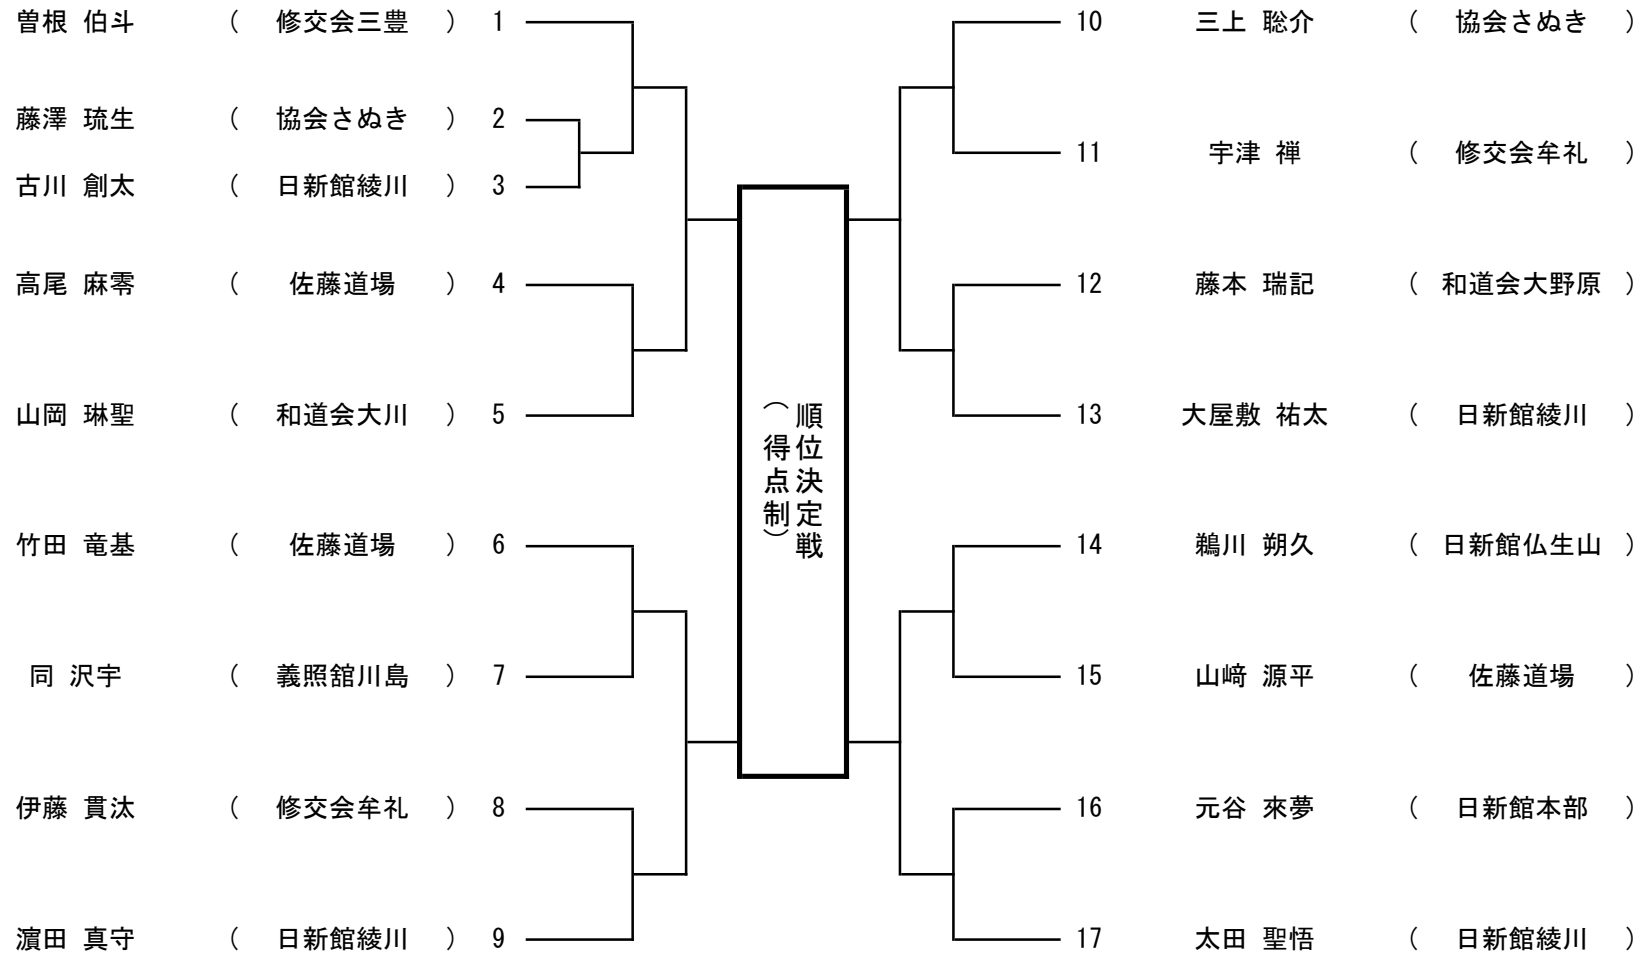 曽根 伯斗 ( 修交会三豊 ) 1
藤澤 琉生 ( 協会さぬき ) 2
古川 創太 ( 日新館綾川 ) 3
高尾 麻零 ( 佐藤道場 ) 4
山岡 琳聖 ( 和道会大川 ) 5
竹田 竜基 ( 佐藤道場 ) 6
同 沢宇 ( 義照舘川島 ) 7
伊藤 貫汰 ( 修交会牟礼 ) 8
濵田 真守 ( 日新館綾川 ) 9
順位決定戦
(得点制)
10 三上 聡介 ( 協会さぬき )
11 宇津 禅 ( 修交会牟礼 )
12 藤本 瑞記 ( 和道会大野原 )
13 大屋敷 祐太 ( 日新館綾川 )
14 鵜川 朔久 ( 日新館仏生山 )
15 山﨑 源平 ( 佐藤道場 )
16 元谷 來夢 ( 日新館本部 )
17 太田 聖悟 ( 日新館綾川 )